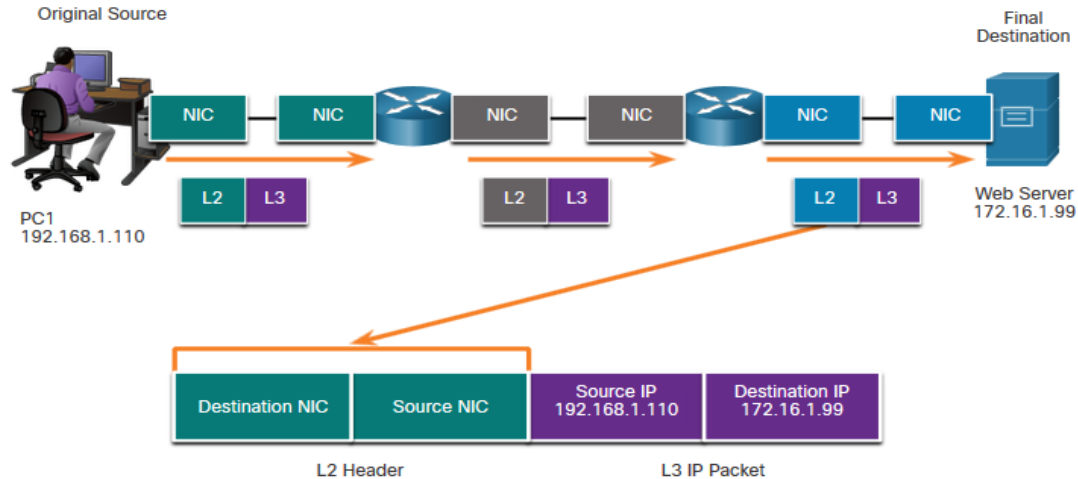 Original Source
Final
Destination
NIC
NIC
NIC
NIC
NIC
NIC
L2
L3
L2
L3
L2
L3
PC1
192.168.1.110
Web Server
172.16.1.99
Destination NIC
Source NIC
Source IP
192.168.1.110
Destination IP
172.16.1.99
L2 Header
L3 IP Packet